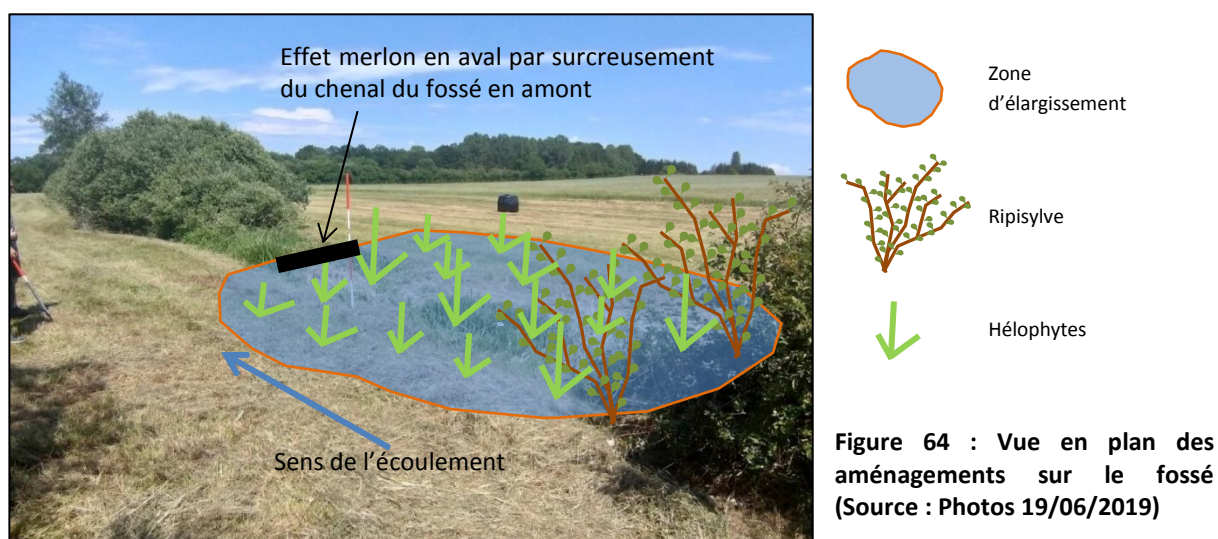 Effet merlon en aval par surcreusement
du chenal du fossé en amont
Sens de l'écoulement
Zone
d'élargissement
Ripisylve
Hélophytes
Figure 64 : Vue en plan des
aménagements sur le fossé
(Source : Photos 19/06/2019)